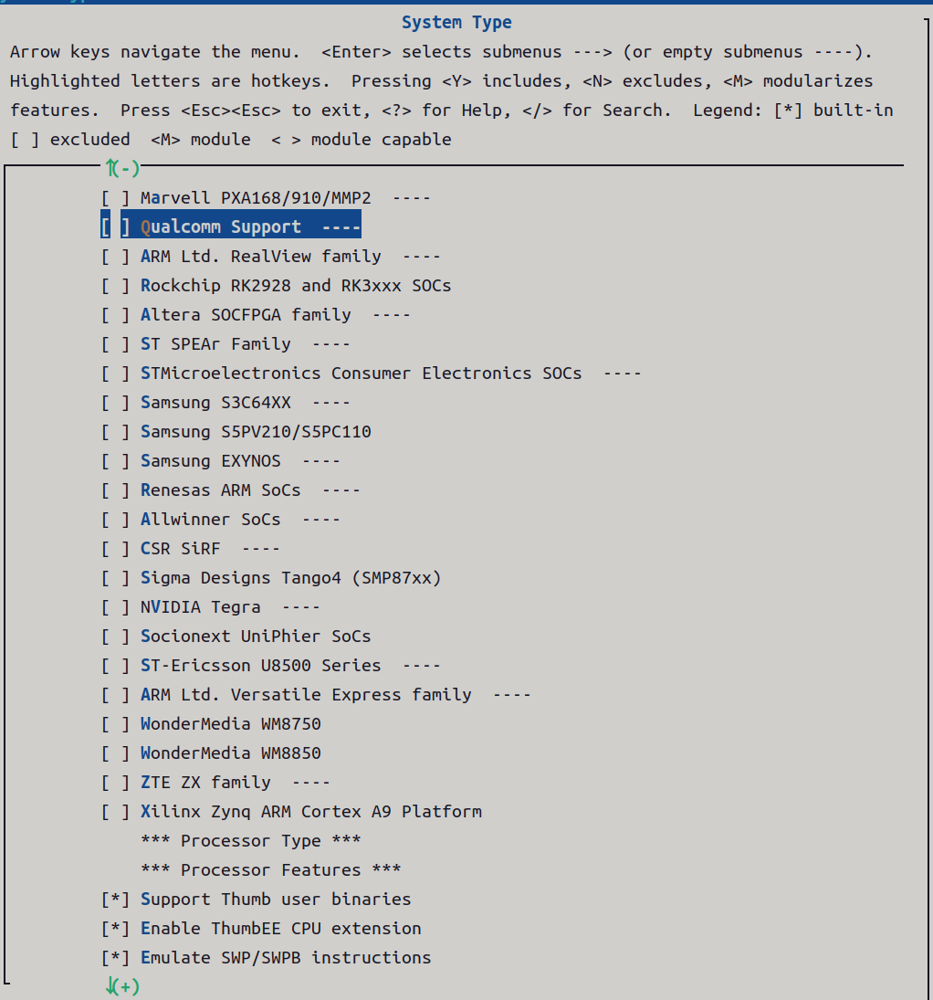 System Type
Arrow keys navigate the menu.  <Enter> selects submenus ---> (or empty submenus ----).
Highlighted letters are hotkeys.  Pressing <Y> includes, <N> excludes, <M> modularizes
features.  Press <Esc><Esc> to exit, <?> for Help, </> for Search.  Legend: [*] built-in
[ ] excluded  <M> module  < > module capable
↑(-)
[ ] Marvell PXA168/910/MMP2  ----
[ ] Qualcomm Support  ----
[ ] ARM Ltd. RealView family  ----
[ ] Rockchip RK2928 and RK3xxx SOCs
[ ] Altera SOCFPGA family  ----
[ ] ST SPEAr Family  ----
[ ] STMicroelectronics Consumer Electronics SOCs  ----
[ ] Samsung S3C64XX  ----
[ ] Samsung S5PV210/S5PC110
[ ] Samsung EXYNOS  ----
[ ] Renesas ARM SoCs  ----
[ ] Allwinner SoCs  ----
[ ] CSR SiRF  ----
[ ] Sigma Designs Tango4 (SMP87xx)
[ ] NVIDIA Tegra  ----
[ ] Socionext UniPhier SoCs
[ ] ST-Ericsson U8500 Series  ----
[ ] ARM Ltd. Versatile Express family  ----
[ ] WonderMedia WM8750
[ ] WonderMedia WM8850
[ ] ZTE ZX family  ----
[ ] Xilinx Zynq ARM Cortex A9 Platform
*** Processor Type ***
*** Processor Features ***
[*] Support Thumb user binaries
[*] Enable ThumbEE CPU extension
[*] Emulate SWP/SWPB instructions
↓(+)